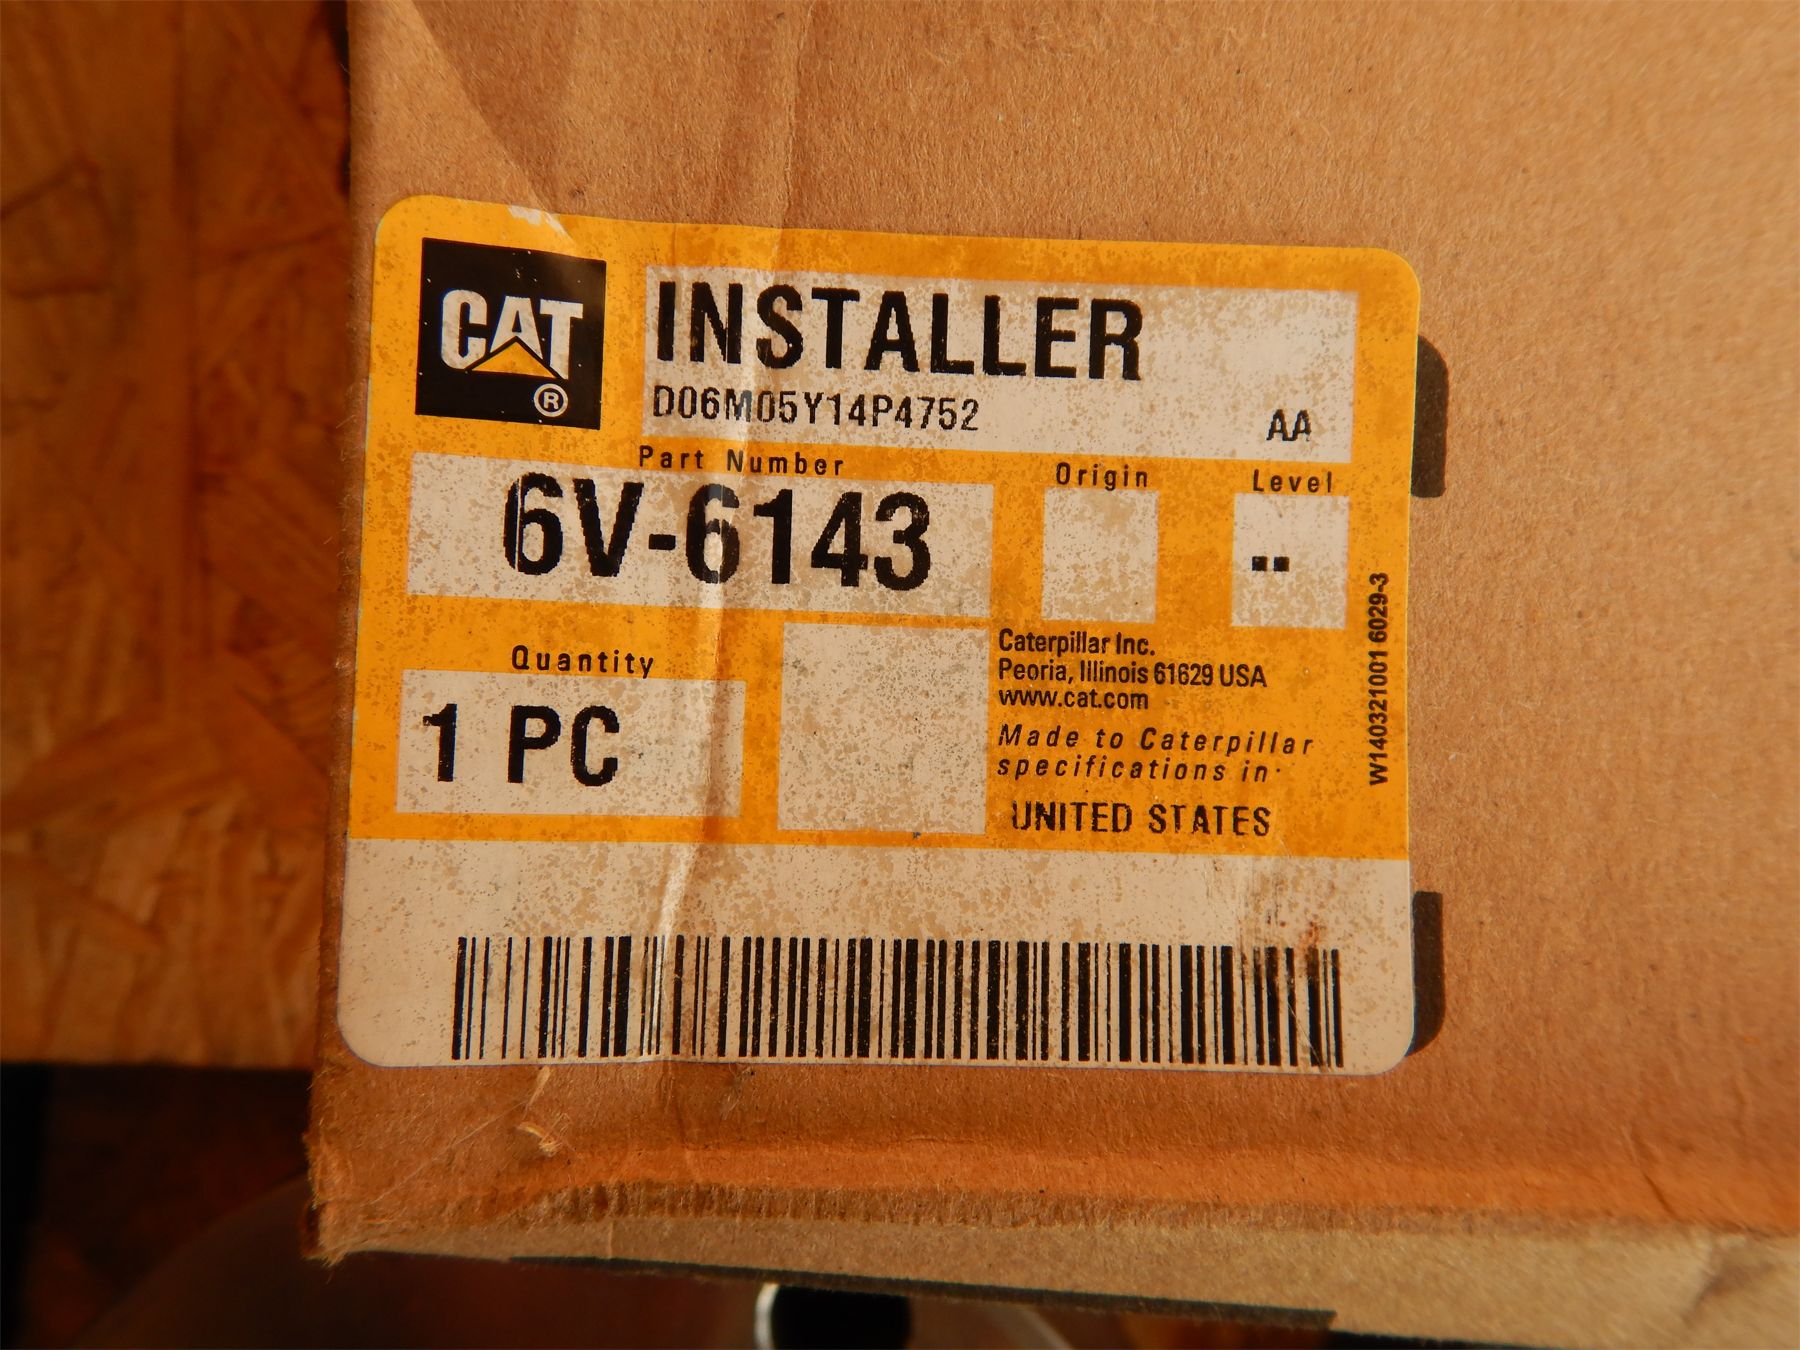 CAT
®
INSTALLER
D06M05Y14P4752
AA
Part Number
Origin
Level
6V-6143
--
Quantity
1 PC
Caterpillar Inc.
Peoria, Illinois 61629 USA
www.cat.com
Made to Caterpillar
specifications in:
UNITED STATES
W140321001 6029-3